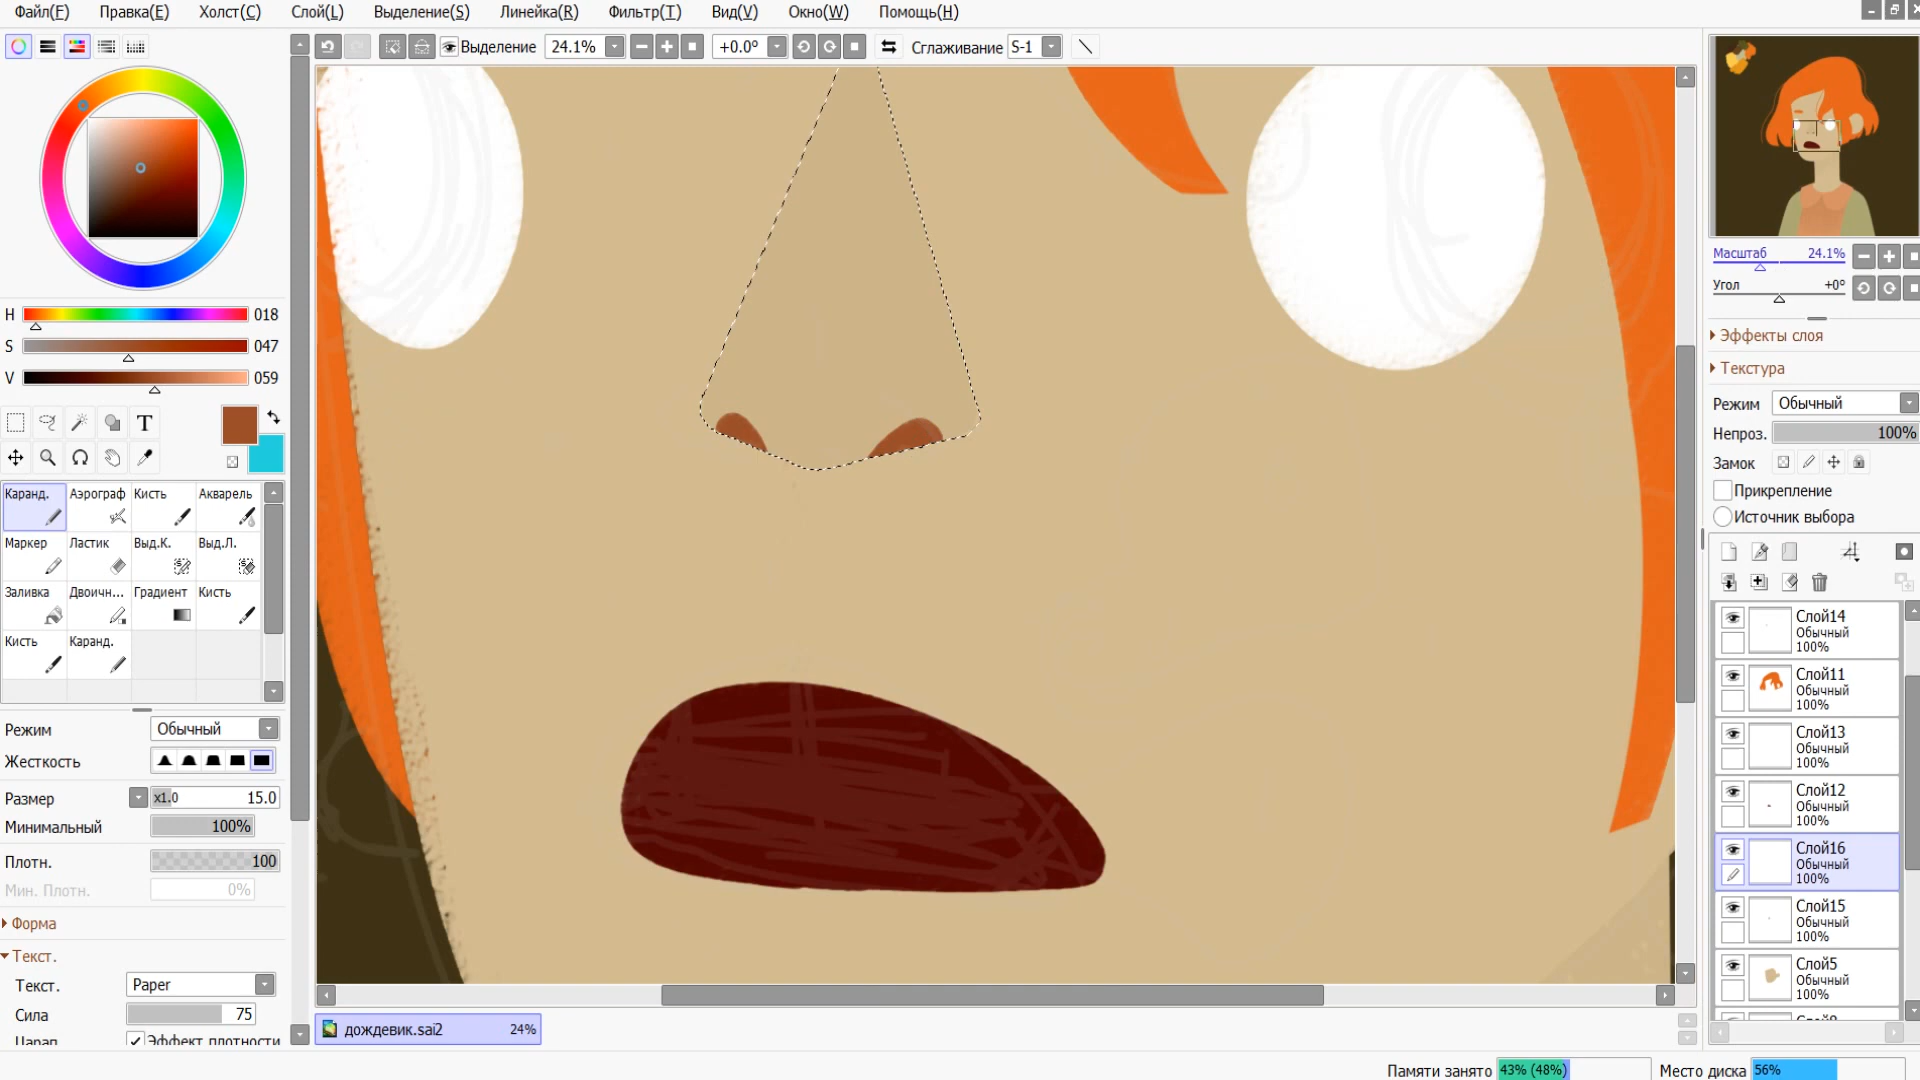 Файл(F) Правка(E) Холст(C) Слой(L) Выделение(S) Линейка(R) Фильтр(T) Вид(V) Окно(W) Помощь(H)
Выделение 24.1% +0.0° Сглаживание S-1
H 018
S 047
V 059
T
Каранд. Аэрограф Кисть Акварель
Маркер Ластик Выд.К. Выд.Л.
Заливка Двоичн... Градиент Кисть
Кисть Каранд.
Режим Обычный
Жесткость
Размер x1.0 15.0
Минимальный 100%
Плотн. 100
Мин. Плотн. 0%
Форма
Текст.
Текст. Paper
Сила 75
Царап. Эффект плотности
дождевик.sai2 24%
Масштаб 24.1%
Угол +0°
Эффекты слоя
Текстура
Режим Обычный
Непроз. 100%
Замок
Прикрепление
Источник выбора
Слой14
Обычный
100%
Слой11
Обычный
100%
Слой13
Обычный
100%
Слой12
Обычный
100%
Слой16
Обычный
100%
Слой15
Обычный
100%
Слой5
Обычный
100%
Памяти занято 43% (48%) Место диска 56%